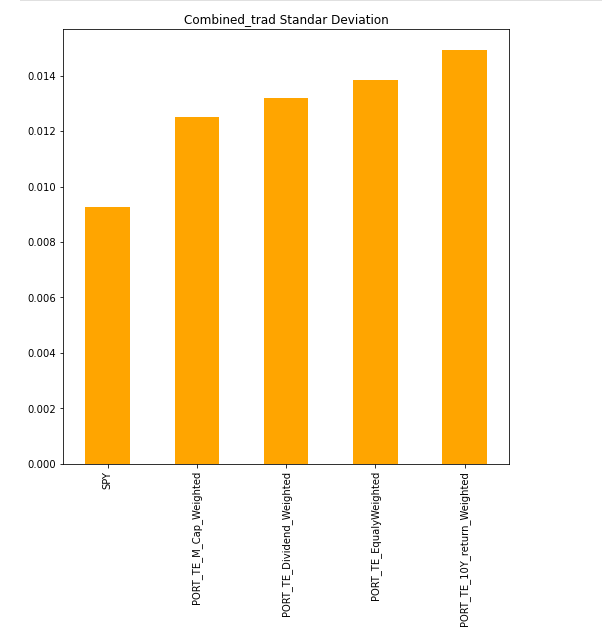 Combined_trad Standar Deviation
0.014
0.012
0.010
0.008
0.006
0.004
0.002
0.000
SPY
PORT_TE_M_Cap_Weighted
PORT_TE_Dividend_Weighted
PORT_TE_EqualyWeighted
PORT_TE_10Y_return_Weighted